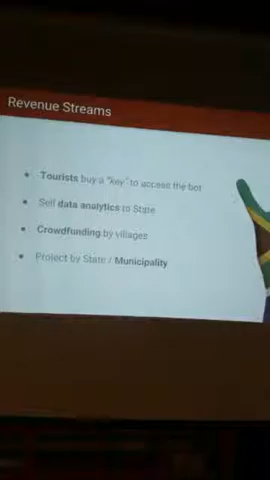 Revenue Streams
Tourists buy a "key" to access the bot
Sell data analytics to State
Crowdfunding by villages
Project by State / Municipality